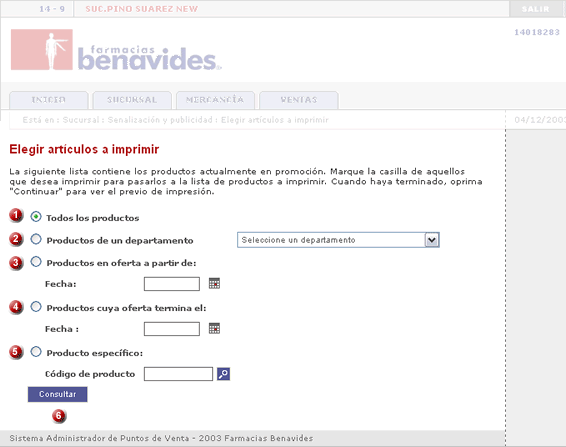 14 - 9 SUC.PINO SUAREZ NEW SALIR
14018283
farmacias
benavides
INICIO SUCURSAL MERCANCÍA VENTAS
Está en : Sucursal : Senalización y publicidad : Elegir artículos a imprimir 04/12/2003
Elegir artículos a imprimir
La siguiente lista contiene los productos actualmente en promoción. Marque la casilla de aquellos
que desea imprimir para pasarlos a la lista de productos a imprimir. Cuando haya terminado, oprima
"Continuar" para ver el previo de impresión.
1 Todos los productos
2 Productos de un departamento Seleccione un departamento
3 Productos en oferta a partir de:
Fecha:
4 Productos cuya oferta termina el:
Fecha :
5 Producto específico:
Código de producto
Consultar
6
Sistema Administrador de Puntos de Venta - 2003 Farmacias Benavides